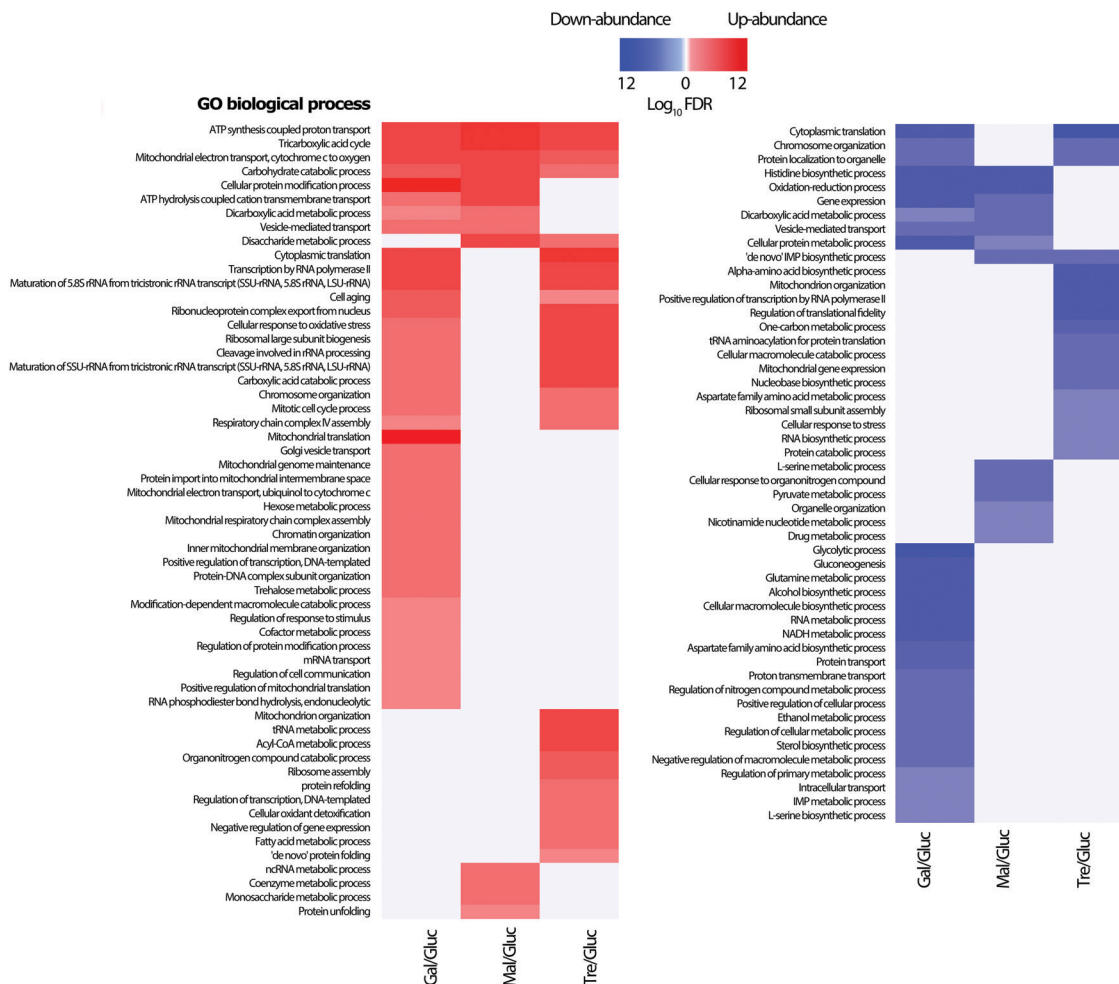 Down-abundance Up-abundance
12 0 12
Log10 FDR
GO biological process
ATP synthesis coupled proton transport
Tricarboxylic acid cycle
Mitochondrial electron transport, cytochrome c to oxygen
Carbohydrate catabolic process
Cellular protein modification process
ATP hydrolysis coupled cation transmembrane transport
Dicarboxylic acid metabolic process
Vesicle-mediated transport
Disaccharide metabolic process
Cytoplasmic translation
Transcription by RNA polymerase II
Maturation of 5.8S rRNA from tricistronic rRNA transcript (SSU-rRNA, 5.8S rRNA, LSU-rRNA)
Cell aging
Ribonucleoprotein complex export from nucleus
Cellular response to oxidative stress
Ribosomal large subunit biogenesis
Cleavage involved in rRNA processing
Maturation of SSU-rRNA from tricistronic rRNA transcript (SSU-rRNA, 5.8S rRNA, LSU-rRNA)
Carboxylic acid catabolic process
Chromosome organization
Mitotic cell cycle process
Respiratory chain complex IV assembly
Mitochondrial translation
Golgi vesicle transport
Mitochondrial genome maintenance
Protein import into mitochondrial intermembrane space
Mitochondrial electron transport, ubiquinol to cytochrome c
Hexose metabolic process
Mitochondrial respiratory chain complex assembly
Chromatin organization
Inner mitochondrial membrane organization
Positive regulation of transcription, DNA-templated
Protein-DNA complex subunit organization
Trehalose metabolic process
Modification-dependent macromolecule catabolic process
Regulation of response to stimulus
Cofactor metabolic process
Regulation of protein modification process
mRNA transport
Regulation of cell communication
Positive regulation of mitochondrial translation
RNA phosphodiester bond hydrolysis, endonucleolytic
Mitochondrion organization
tRNA metabolic process
Acyl-CoA metabolic process
Organonitrogen compound catabolic process
Ribosome assembly
protein refolding
Regulation of transcription, DNA-templated
Cellular oxidant detoxification
Negative regulation of gene expression
Fatty acid metabolic process
'de novo' protein folding
ncRNA metabolic process
Coenzyme metabolic process
Monosaccharide metabolic process
Protein unfolding
Gal/Gluc
Mal/Gluc
Tre/Gluc
Cytoplasmic translation
Chromosome organization
Protein localization to organelle
Histidine biosynthetic process
Oxidation-reduction process
Gene expression
Dicarboxylic acid metabolic process
Vesicle-mediated transport
Cellular protein metabolic process
'de novo' IMP biosynthetic process
Alpha-amino acid biosynthetic process
Mitochondrion organization
Positive regulation of transcription by RNA polymerase II
Regulation of translational fidelity
One-carbon metabolic process
tRNA aminoacylation for protein translation
Cellular macromolecule catabolic process
Mitochondrial gene expression
Nucleobase biosynthetic process
Aspartate family amino acid metabolic process
Ribosomal small subunit assembly
Cellular response to stress
RNA biosynthetic process
Protein catabolic process
L-serine metabolic process
Cellular response to organonitrogen compound
Pyruvate metabolic process
Organelle organization
Nicotinamide nucleotide metabolic process
Drug metabolic process
Glycolytic process
Gluconeogenesis
Glutamine metabolic process
Alcohol biosynthetic process
Cellular macromolecule biosynthetic process
RNA metabolic process
NADH metabolic process
Aspartate family amino acid biosynthetic process
Protein transport
Proton transmembrane transport
Regulation of nitrogen compound metabolic process
Positive regulation of cellular process
Ethanol metabolic process
Regulation of cellular metabolic process
Sterol biosynthetic process
Negative regulation of macromolecule metabolic process
Regulation of primary metabolic process
Intracellular transport
IMP metabolic process
L-serine biosynthetic process
Gal/Gluc
Mal/Gluc
Tre/Gluc